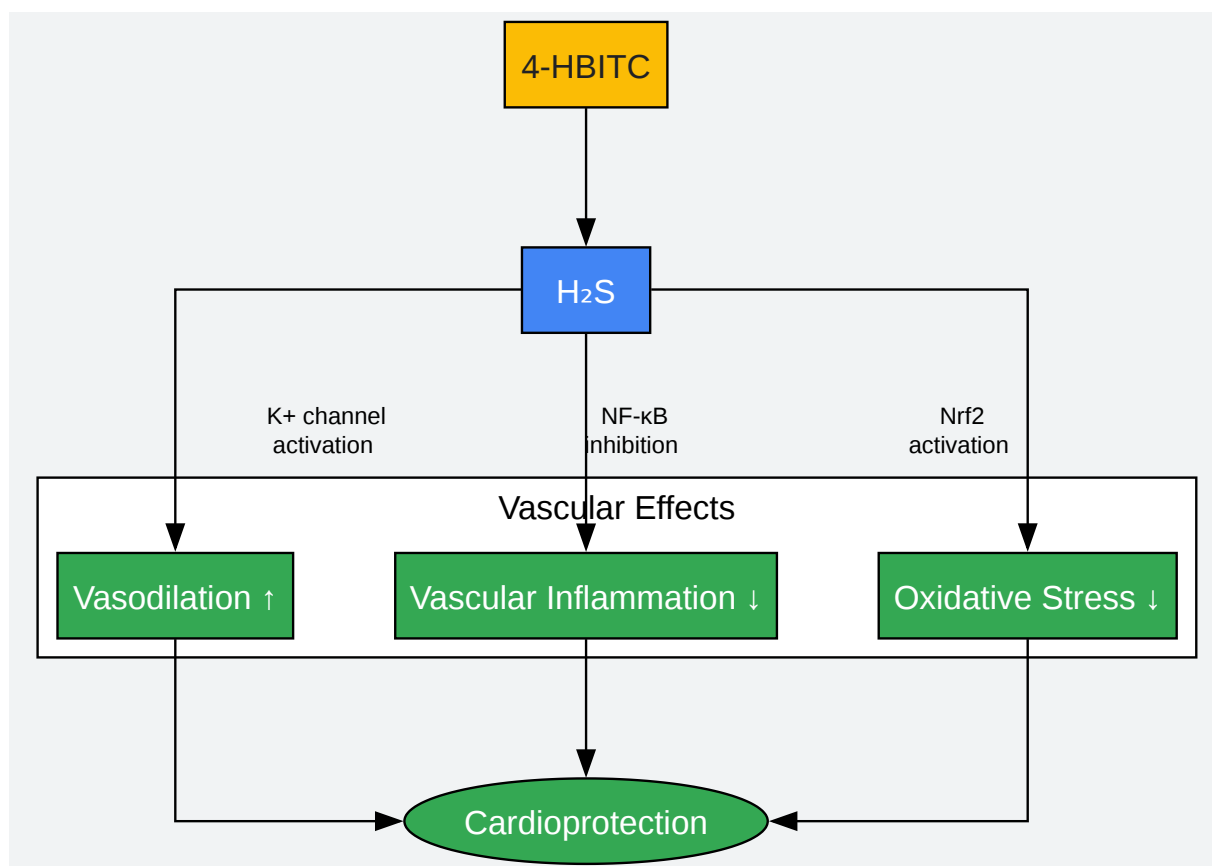 4-HBITC
H₂S
K+ channel
activation
NF-κB
inhibition
Nrf2
activation
Vascular Effects
Vasodilation ↑
Vascular Inflammation ↓
Oxidative Stress ↓
Cardioprotection